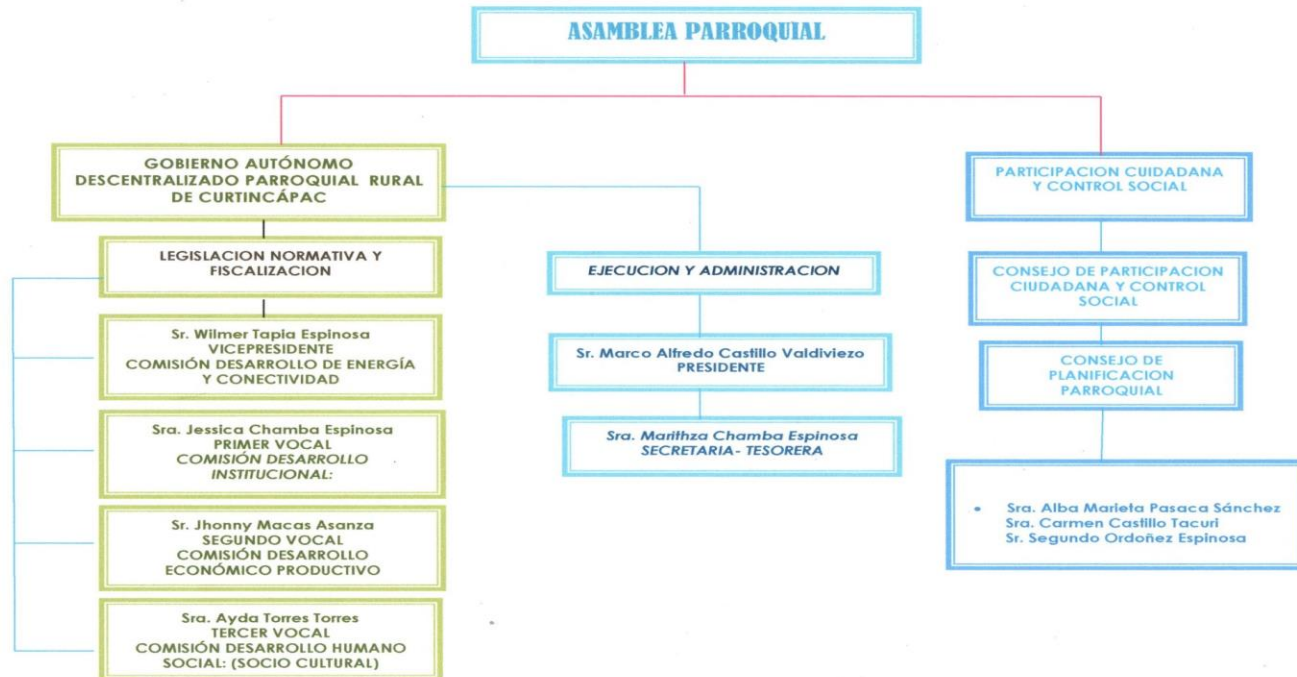 ASAMBLEA PARROQUIAL
GOBIERNO AUTÓNOMO
DESCENTRALIZADO PARROQUIAL RURAL
DE CURTINCÁPAC
LEGISLACION NORMATIVA Y
FISCALIZACION
Sr. Wilmer Tapia Espinosa
VICEPRESIDENTE
COMISIÓN DESARROLLO DE ENERGÍA
Y CONECTIVIDAD
Sra. Jessica Chamba Espinosa
PRIMER VOCAL
COMISIÓN DESARROLLO
INSTITUCIONAL:
Sr. Jhonny Macas Asanza
SEGUNDO VOCAL
COMISIÓN DESARROLLO
ECONÓMICO PRODUCTIVO
Sra. Ayda Torres Torres
TERCER VOCAL
COMISIÓN DESARROLLO HUMANO
SOCIAL: (SOCIO CULTURAL)
EJECUCION Y ADMINISTRACION
Sr. Marco Alfredo Castillo Valdiviezo
PRESIDENTE
Sra. Marithza Chamba Espinosa
SECRETARIA- TESORERA
PARTICIPACION CUIDADANA
Y CONTROL SOCIAL
CONSEJO DE PARTICIPACION
CIUDADANA Y CONTROL
SOCIAL
CONSEJO DE
PLANIFICACION
PARROQUIAL
• Sra. Alba Marieta Pasaca Sánchez
Sra. Carmen Castillo Tacuri
Sr. Segundo Ordoñez Espinosa